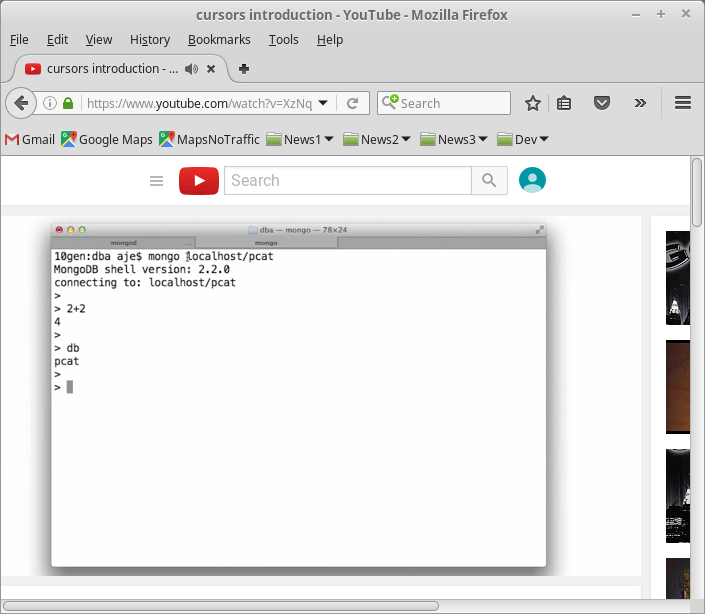 cursors introduction - YouTube - Mozilla Firefox
File Edit View History Bookmarks Tools Help
cursors introduction - ...
https://www.youtube.com/watch?v=XzNq
Search
Gmail Google Maps MapsNoTraffic News1 News2 News3 Dev
Search
dba — mongo — 78×24
mongod ... mongo
10gen:dba aje$ mongo localhost/pcat
MongoDB shell version: 2.2.0
connecting to: localhost/pcat
>
> 2+2
4
>
> db
pcat
>
>